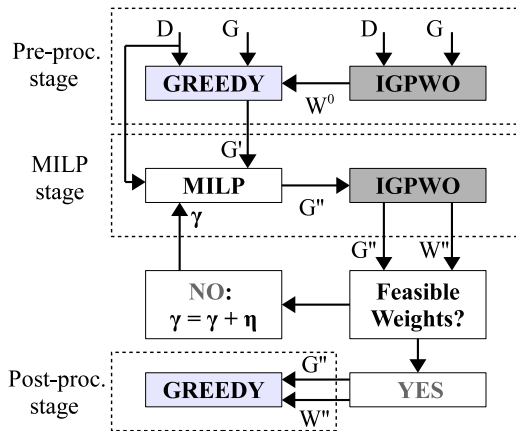 D G D G
Pre-proc.
stage
GREEDY
IGPWO
W⁰
G'
MILP
stage
MILP
IGPWO
G"
γ
G" W"
NO:
γ = γ + η
Feasible
Weights?
Post-proc.
stage
GREEDY
G"
W"
YES